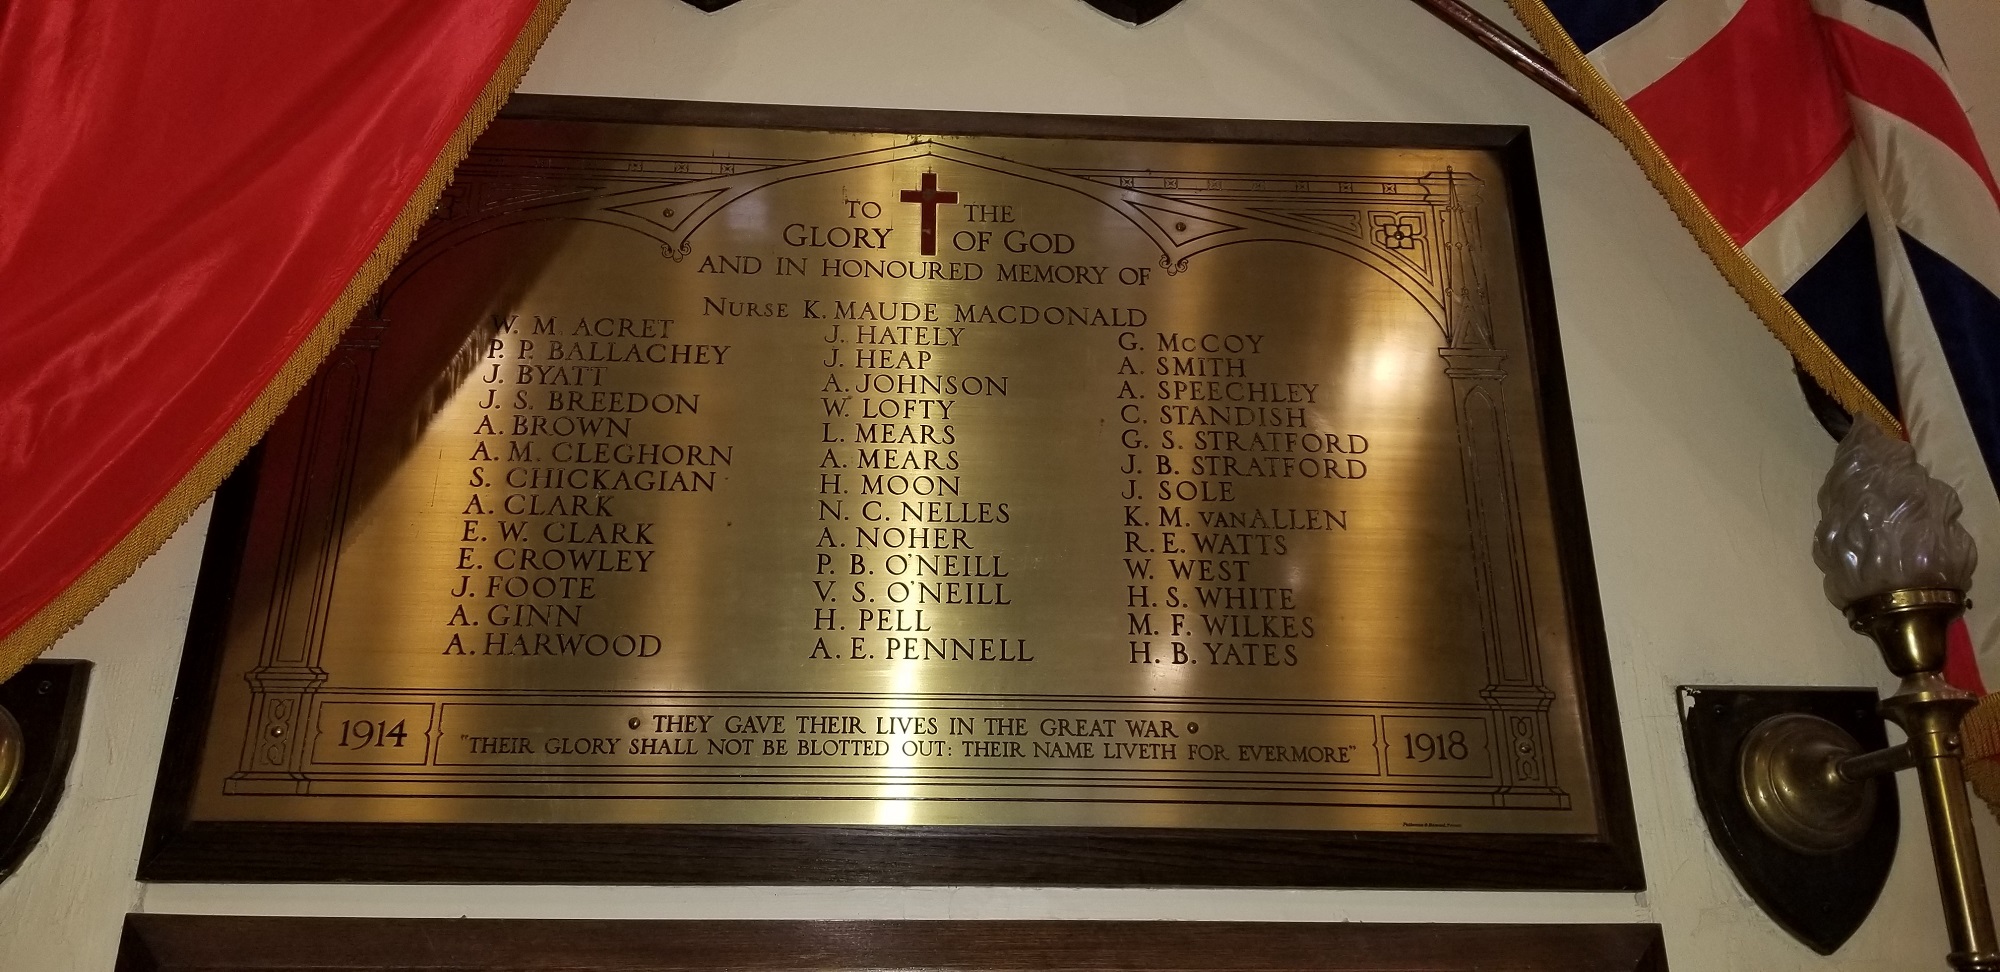 TO THE
GLORY OF GOD
AND IN HONOURED MEMORY OF
NURSE K. MAUDE MACDONALD
W. M. ACRET
P. P. BALLACHEY
J. BYATT
J. S. BREEDON
A. BROWN
A. M. CLEGHORN
S. CHICKAGIAN
A. CLARK
E. W. CLARK
E. CROWLEY
J. FOOTE
A. GINN
A. HARWOOD
J. HATELY
J. HEAP
A. JOHNSON
W. LOFTY
L. MEARS
A. MEARS
H. MOON
N. C. NELLES
A. NOHER
P. B. O'NEILL
V. S. O'NEILL
H. PELL
A. E. PENNELL
G. McCOY
A. SMITH
A. SPEECHLEY
C. STANDISH
G. S. STRATFORD
J. B. STRATFORD
J. SOLE
K. M. VANALLEN
R. E. WATTS
W. WEST
H. S. WHITE
M. F. WILKES
H. B. YATES
1914
• THEY GAVE THEIR LIVES IN THE GREAT WAR •
"THEIR GLORY SHALL NOT BE BLOTTED OUT: THEIR NAME LIVETH FOR EVERMORE"
1918